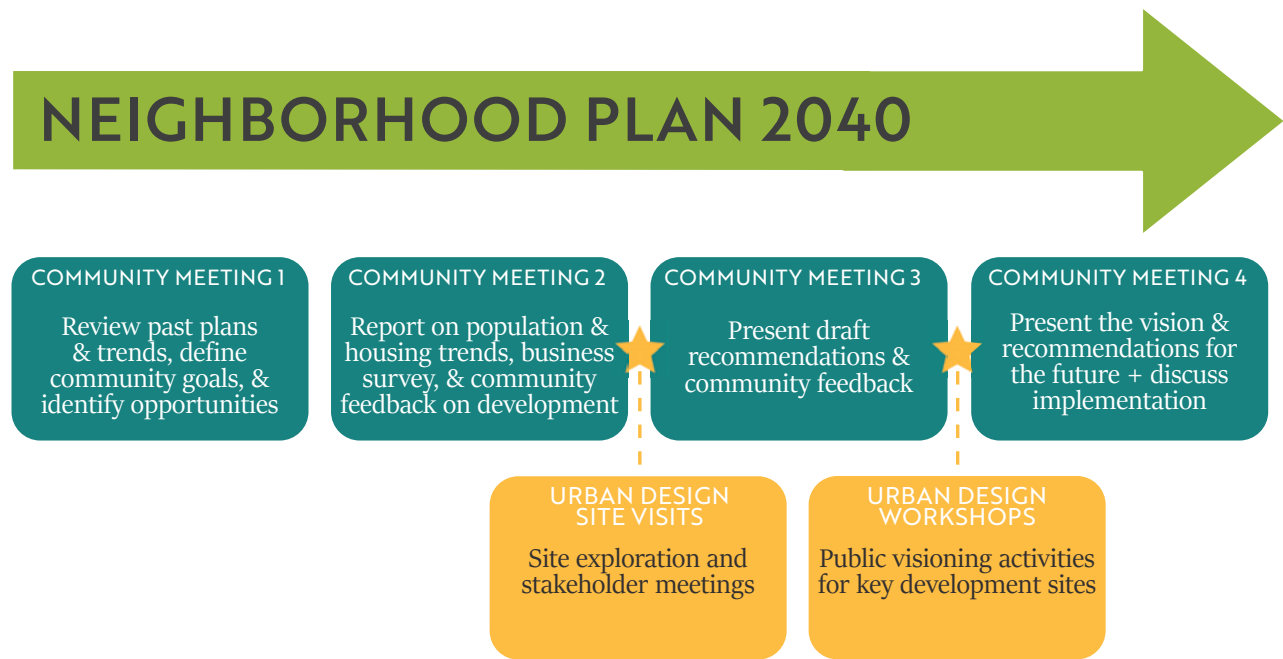 NEIGHBORHOOD PLAN 2040
COMMUNITY MEETING 1
Review past plans
& trends, define
community goals, &
identify opportunities
COMMUNITY MEETING 2
Report on population &
housing trends, business
survey, & community
feedback on development
COMMUNITY MEETING 3
Present draft
recommendations &
community feedback
COMMUNITY MEETING 4
Present the vision &
recommendations for
the future + discuss
implementation
URBAN DESIGN
SITE VISITS
Site exploration and
stakeholder meetings
URBAN DESIGN
WORKSHOPS
Public visioning activities
for key development sites